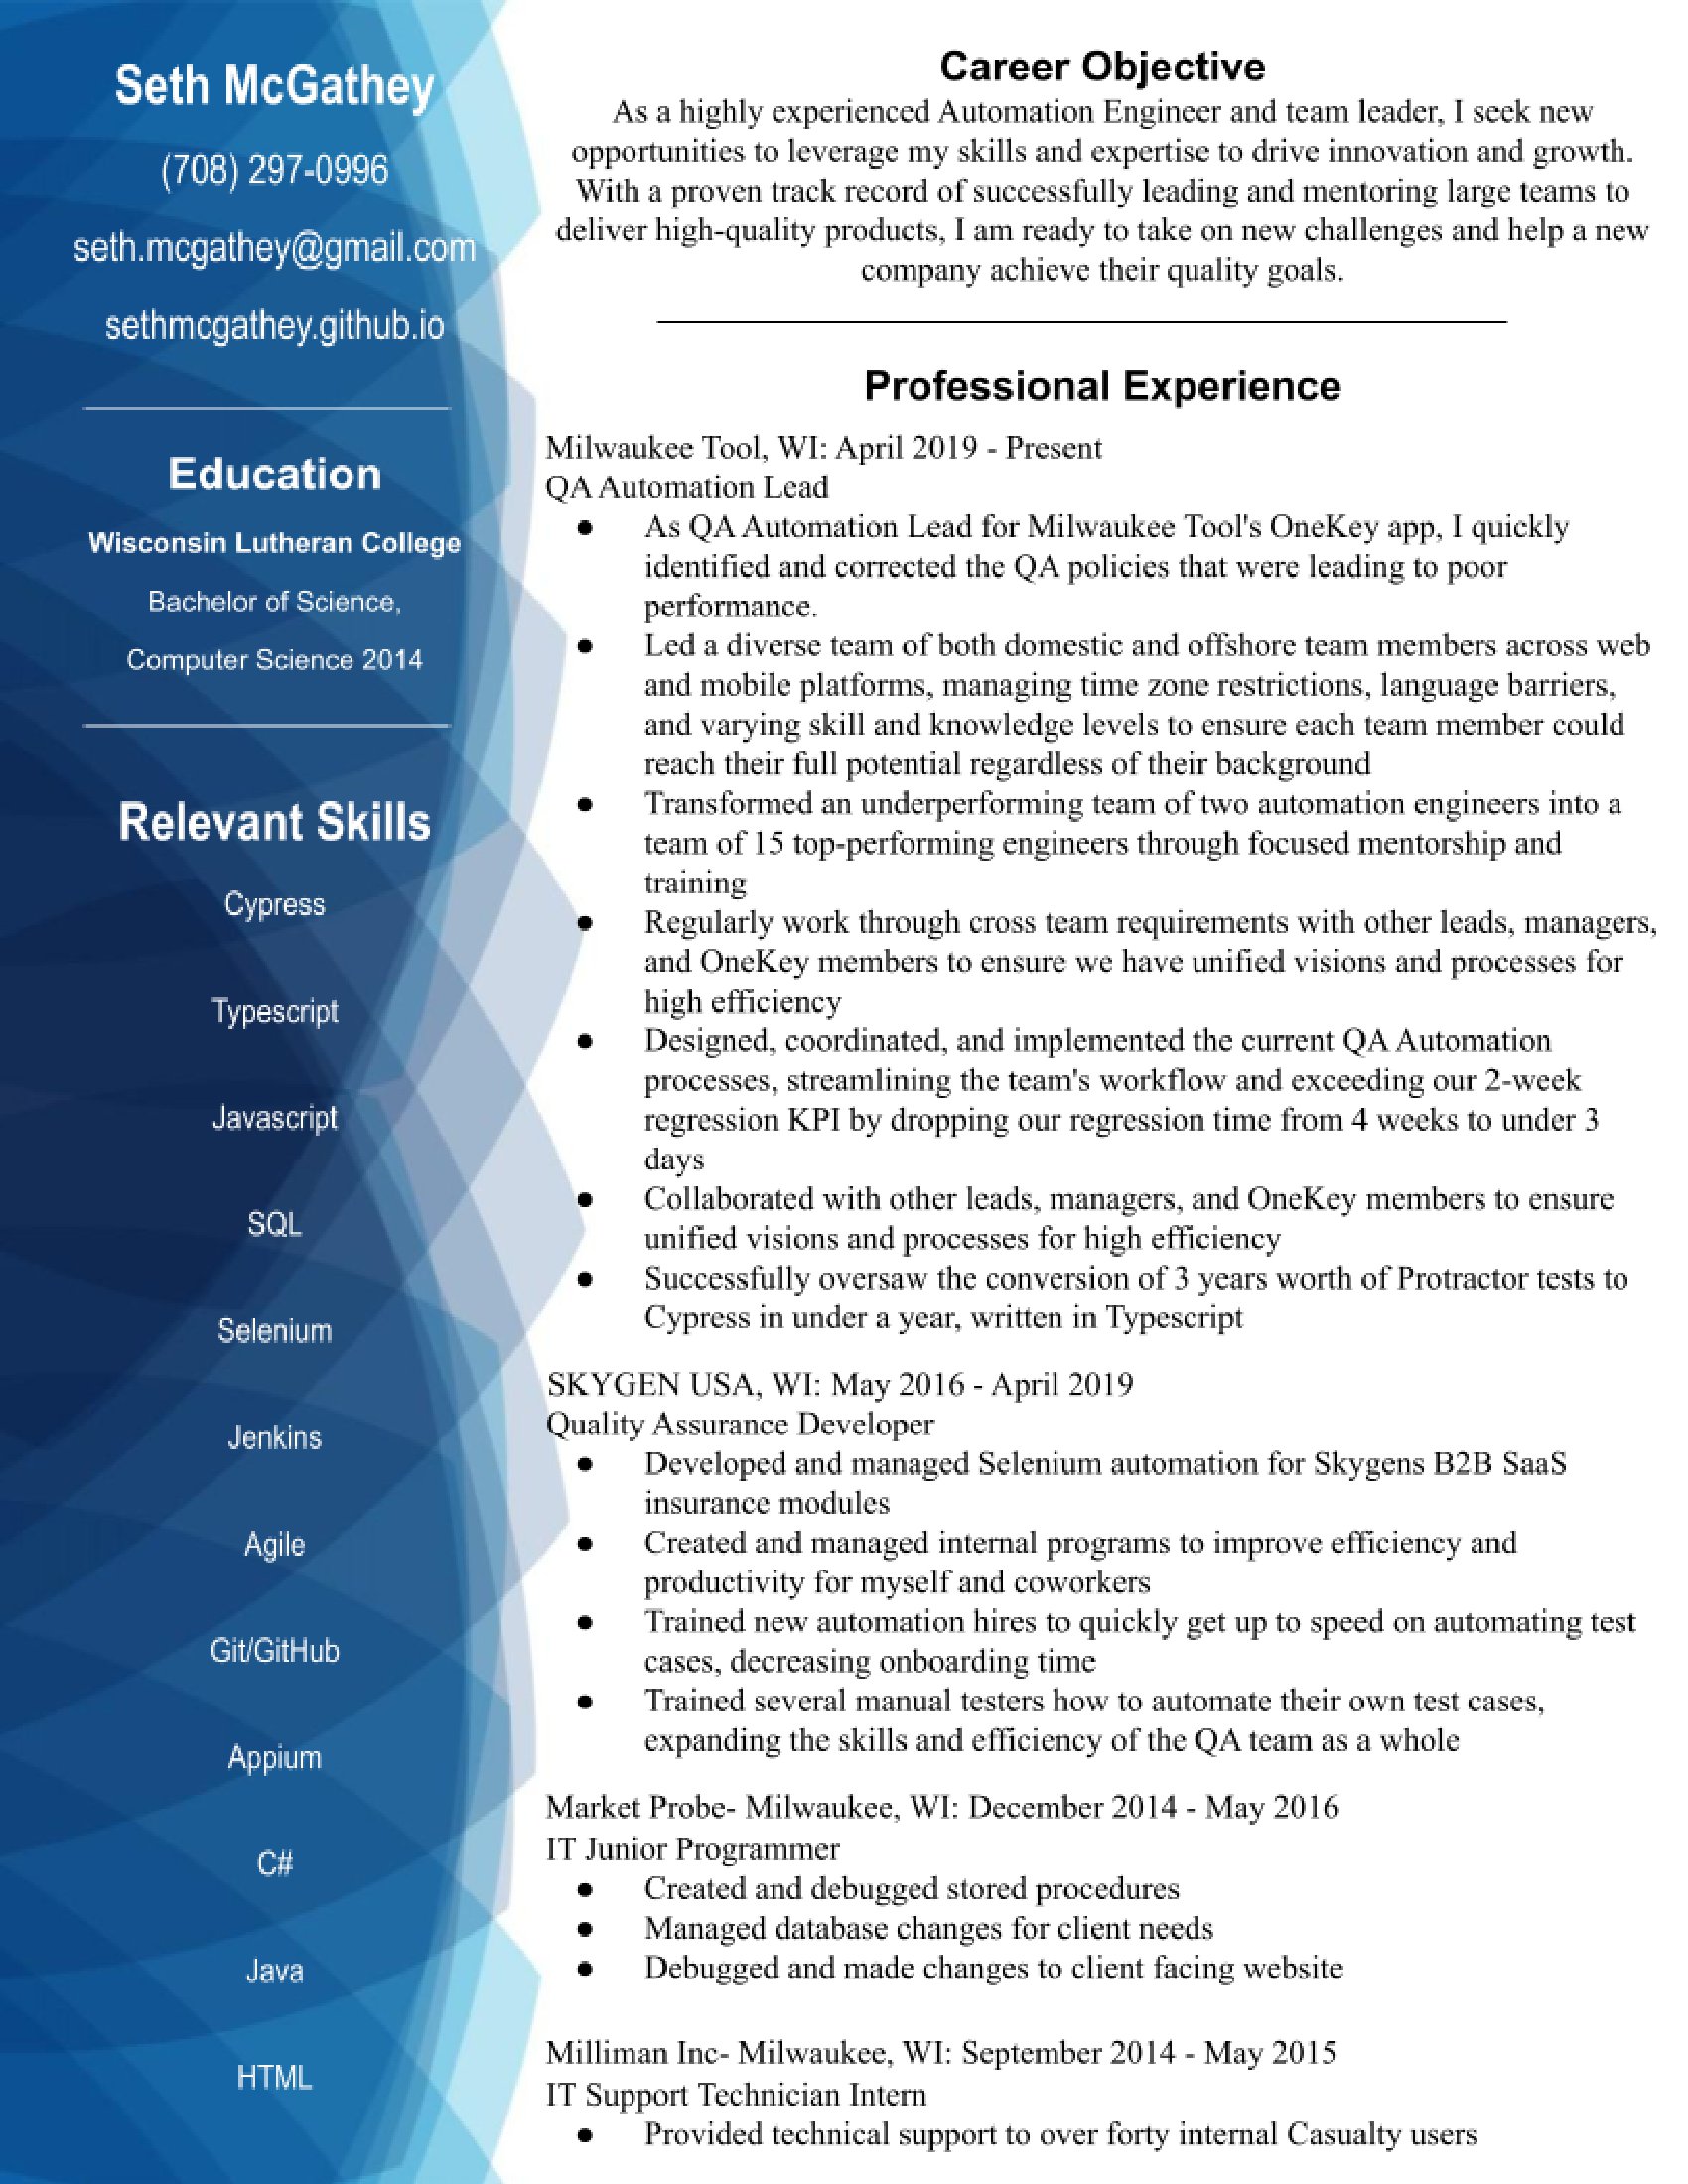 Seth McGathey
(708) 297-0996
seth.mcgathey@gmail.com
sethmcgathey.github.io
Education
Wisconsin Lutheran College
Bachelor of Science,
Computer Science 2014
Relevant Skills
Cypress
Typescript
Javascript
SQL
Selenium
Jenkins
Agile
Git/GitHub
Appium
C#
Java
HTML
Career Objective
As a highly experienced Automation Engineer and team leader, I seek new
opportunities to leverage my skills and expertise to drive innovation and growth.
With a proven track record of successfully leading and mentoring large teams to
deliver high-quality products, I am ready to take on new challenges and help a new
company achieve their quality goals.
Professional Experience
Milwaukee Tool, WI: April 2019 - Present
QA Automation Lead
● As QA Automation Lead for Milwaukee Tool's OneKey app, I quickly
identified and corrected the QA policies that were leading to poor
performance.
● Led a diverse team of both domestic and offshore team members across web
and mobile platforms, managing time zone restrictions, language barriers,
and varying skill and knowledge levels to ensure each team member could
reach their full potential regardless of their background
● Transformed an underperforming team of two automation engineers into a
team of 15 top-performing engineers through focused mentorship and
training
● Regularly work through cross team requirements with other leads, managers,
and OneKey members to ensure we have unified visions and processes for
high efficiency
● Designed, coordinated, and implemented the current QA Automation
processes, streamlining the team's workflow and exceeding our 2-week
regression KPI by dropping our regression time from 4 weeks to under 3
days
● Collaborated with other leads, managers, and OneKey members to ensure
unified visions and processes for high efficiency
● Successfully oversaw the conversion of 3 years worth of Protractor tests to
Cypress in under a year, written in Typescript
SKYGEN USA, WI: May 2016 - April 2019
Quality Assurance Developer
● Developed and managed Selenium automation for Skygens B2B SaaS
insurance modules
● Created and managed internal programs to improve efficiency and
productivity for myself and coworkers
● Trained new automation hires to quickly get up to speed on automating test
cases, decreasing onboarding time
● Trained several manual testers how to automate their own test cases,
expanding the skills and efficiency of the QA team as a whole
Market Probe- Milwaukee, WI: December 2014 - May 2016
IT Junior Programmer
● Created and debugged stored procedures
● Managed database changes for client needs
● Debugged and made changes to client facing website
Milliman Inc- Milwaukee, WI: September 2014 - May 2015
IT Support Technician Intern
● Provided technical support to over forty internal Casualty users